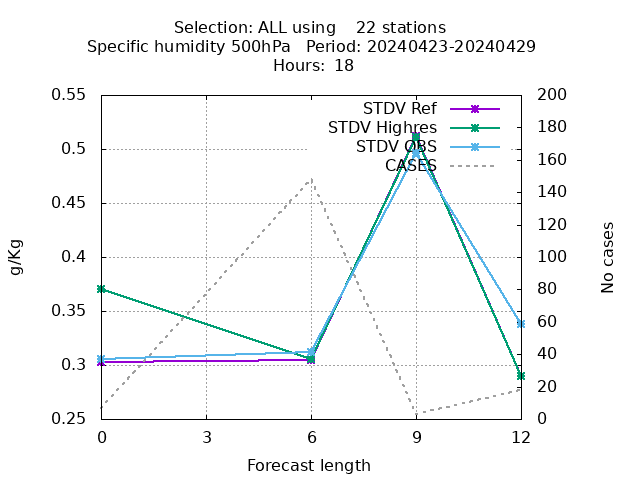 Selection: ALL using    22 stations
Specific humidity 500hPa   Period: 20240423-20240429
Hours:  18
0.55
0.5
0.45
0.4
0.35
0.3
0.25
g/Kg
STDV Ref
STDV Highres
STDV OBS
CASES
200
180
160
140
120
100
80
60
40
20
0
No cases
0 3 6 9 12
Forecast length